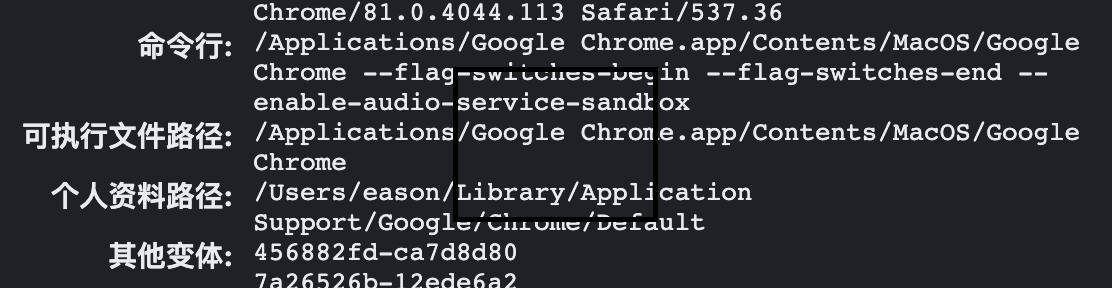 Chrome/81.0.4044.113 Safari/537.36
命令行: /Applications/Google Chrome.app/Contents/MacOS/Google
Chrome --flag-switches-begin --flag-switches-end --
enable-audio-service-sandbox
可执行文件路径: /Applications/Google Chrome.app/Contents/MacOS/Google
Chrome
个人资料路径: /Users/eason/Library/Application
Support/Google/Chrome/Default
其他变体: 456882fd-ca7d8d80
7a26526b-12ede6a2